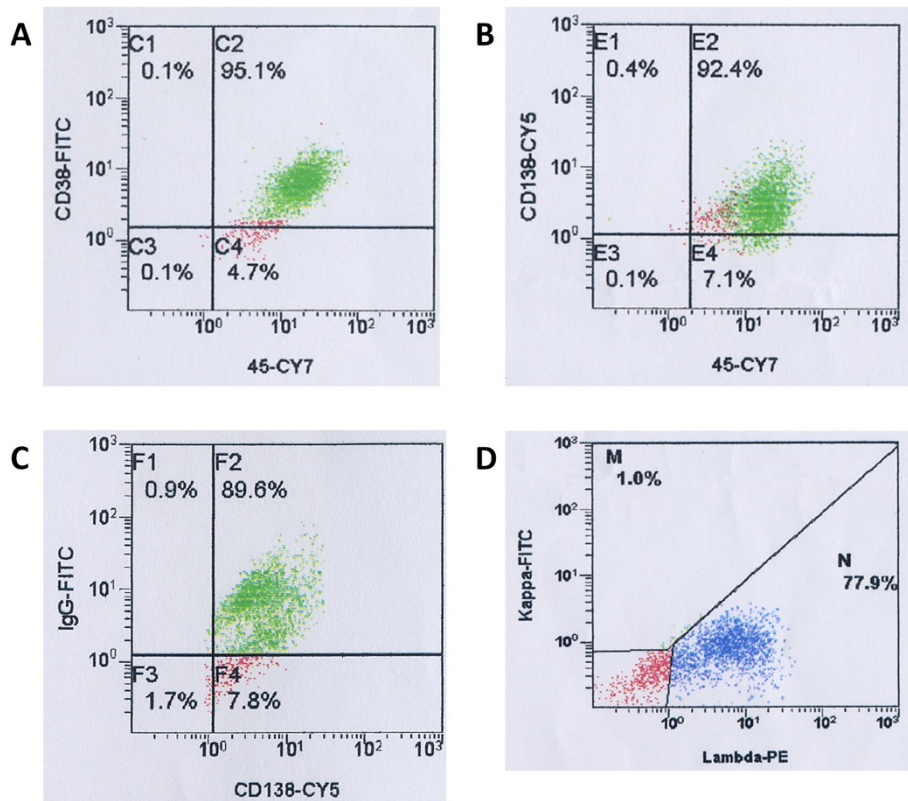 A
10³
C1
C2
0.1%
95.1%
10²
CD38-FITC
10¹
10⁰
C3
C4
0.1%
4.7%
10⁰
10¹
10²
10³
45-CY7
B
10³
E1
E2
0.4%
92.4%
10²
CD138-CY5
10¹
10⁰
E3
E4
0.1%
7.1%
10⁰
10¹
10²
10³
45-CY7
C
10³
F1
F2
0.9%
89.6%
10²
IgG-FITC
10¹
10⁰
F3
F4
1.7%
7.8%
10⁰
10¹
10²
10³
CD138-CY5
D
10³
M
1.0%
10²
Kappa-FITC
N
77.9%
10¹
10⁰
10⁰
10¹
10²
10³
Lambda-PE